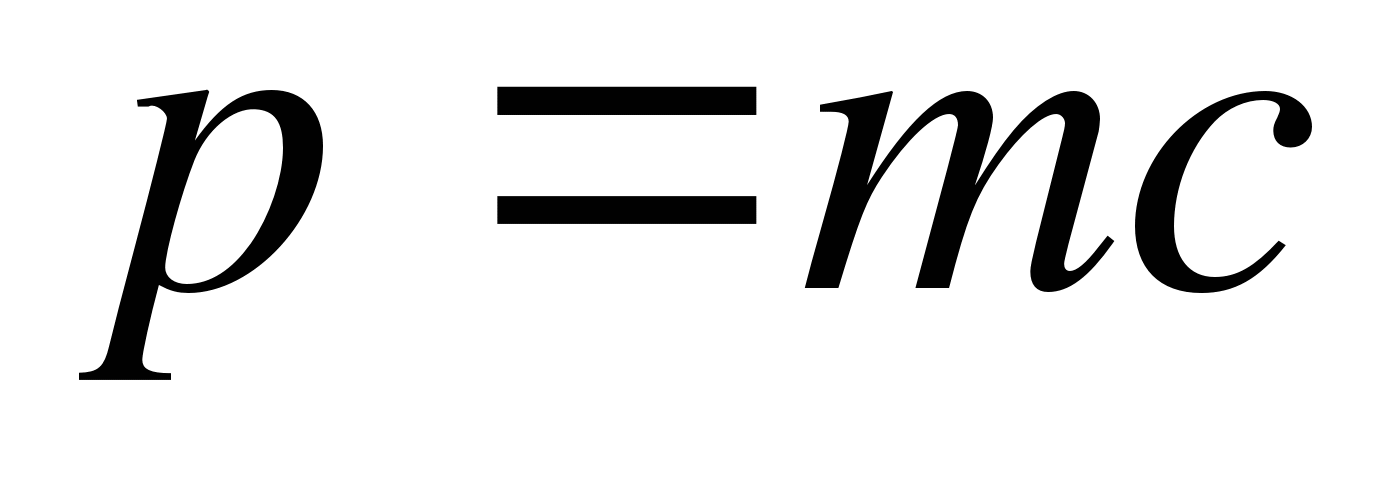 p = mc